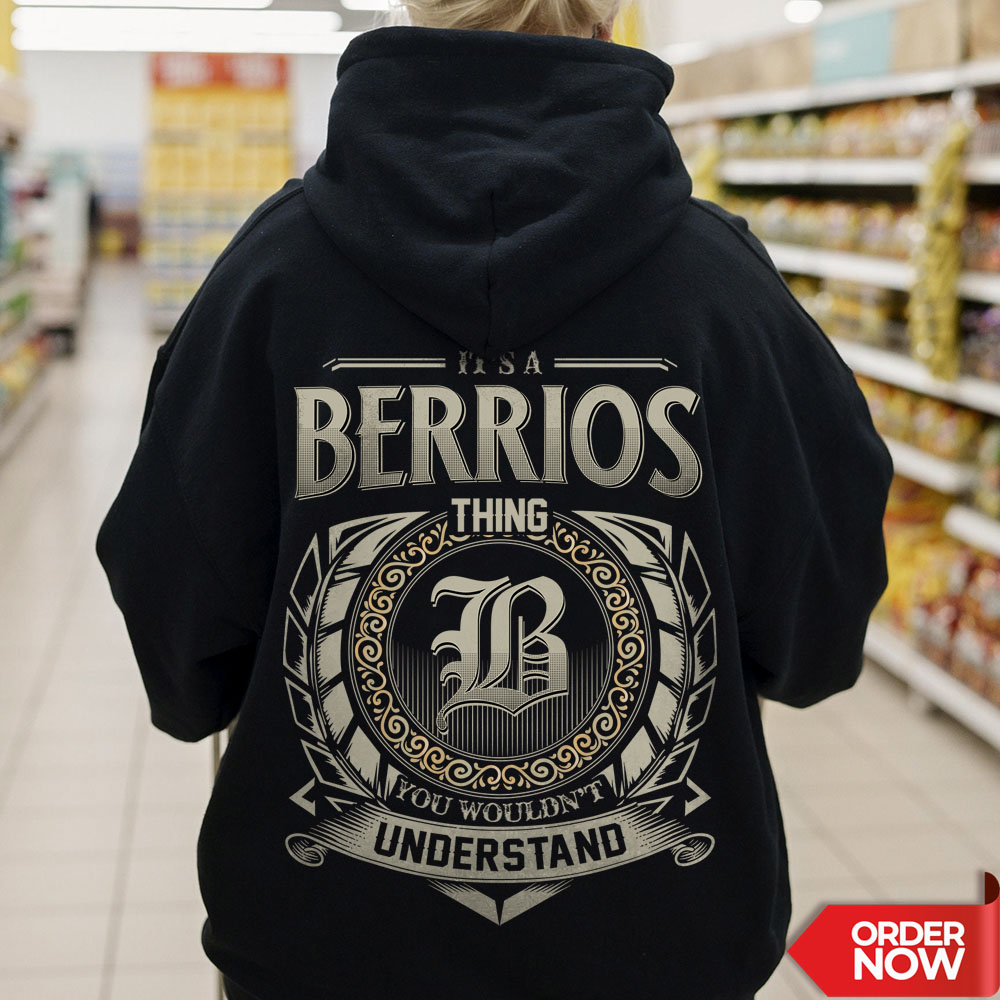 IT'S A
BERRIOS
THING
B
YOU WOULDN'T
UNDERSTAND
ORDER
NOW